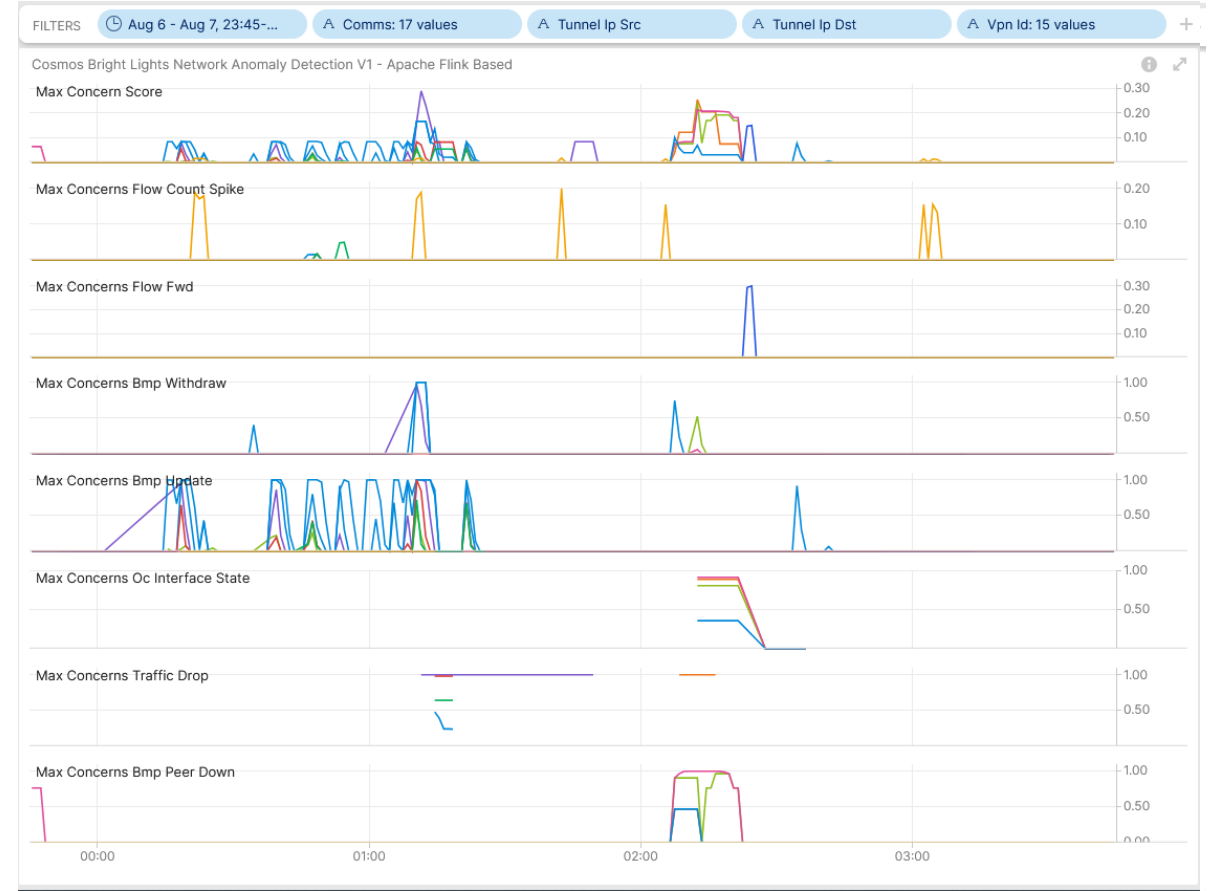 FILTERS Aug 6 - Aug 7, 23:45-... A Comms: 17 values A Tunnel Ip Src A Tunnel Ip Dst A Vpn Id: 15 values
Cosmos Bright Lights Network Anomaly Detection V1 - Apache Flink Based
Max Concern Score
0.30
0.20
0.10
Max Concerns Flow Count Spike
0.20
0.10
Max Concerns Flow Fwd
0.30
0.20
0.10
Max Concerns Bmp Withdraw
1.00
0.50
Max Concerns Bmp Update
1.00
0.50
Max Concerns Oc Interface State
1.00
0.50
Max Concerns Traffic Drop
1.00
0.50
Max Concerns Bmp Peer Down
1.00
0.50
0.00
00:00 01:00 02:00 03:00